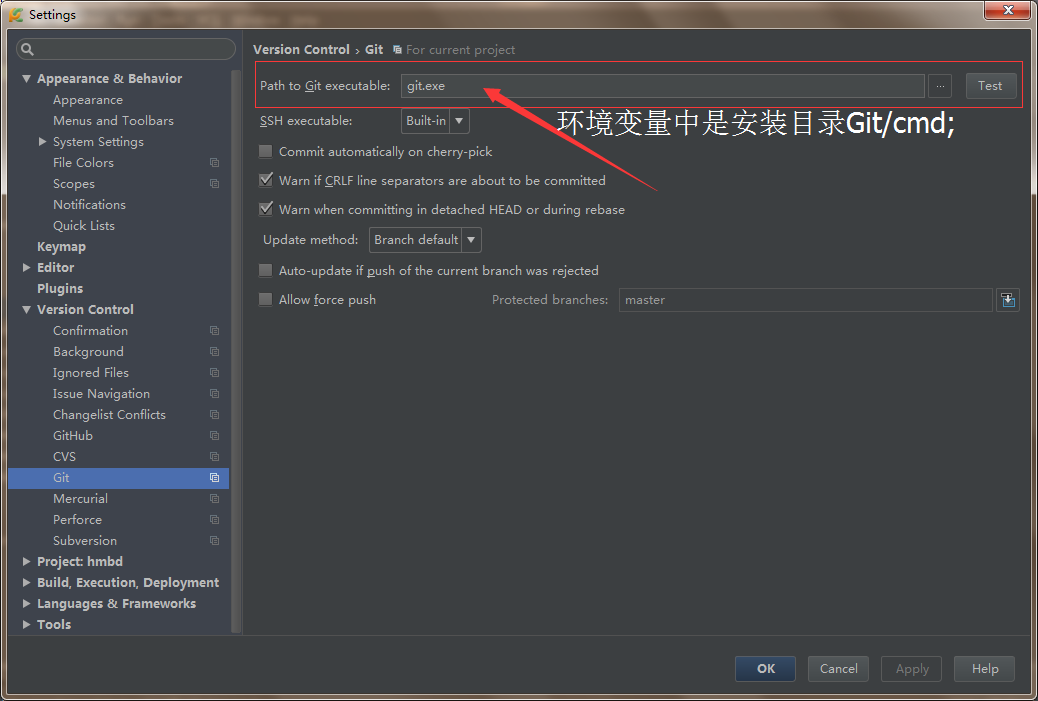 Settings
Version Control › Git For current project
Appearance & Behavior
Appearance
Menus and Toolbars
System Settings
File Colors
Scopes
Notifications
Quick Lists
Keymap
Editor
Plugins
Version Control
Confirmation
Background
Ignored Files
Issue Navigation
Changelist Conflicts
GitHub
CVS
Git
Mercurial
Perforce
Subversion
Project: hmbd
Build, Execution, Deployment
Languages & Frameworks
Tools
Path to Git executable: git.exe ... Test
环境变量中是安装目录Git/cmd;
SSH executable: Built-in
Commit automatically on cherry-pick
Warn if CRLF line separators are about to be committed
Warn when committing in detached HEAD or during rebase
Update method: Branch default
Auto-update if push of the current branch was rejected
Allow force push Protected branches: master
OK Cancel Apply Help